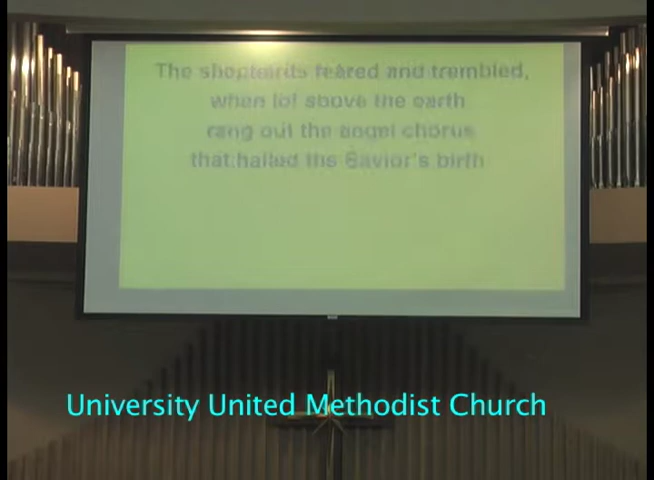 The shepherds feared and trembled,
when lo! above the earth
rang out the angel chorus
that hailed the Savior's birth
University United Methodist Church